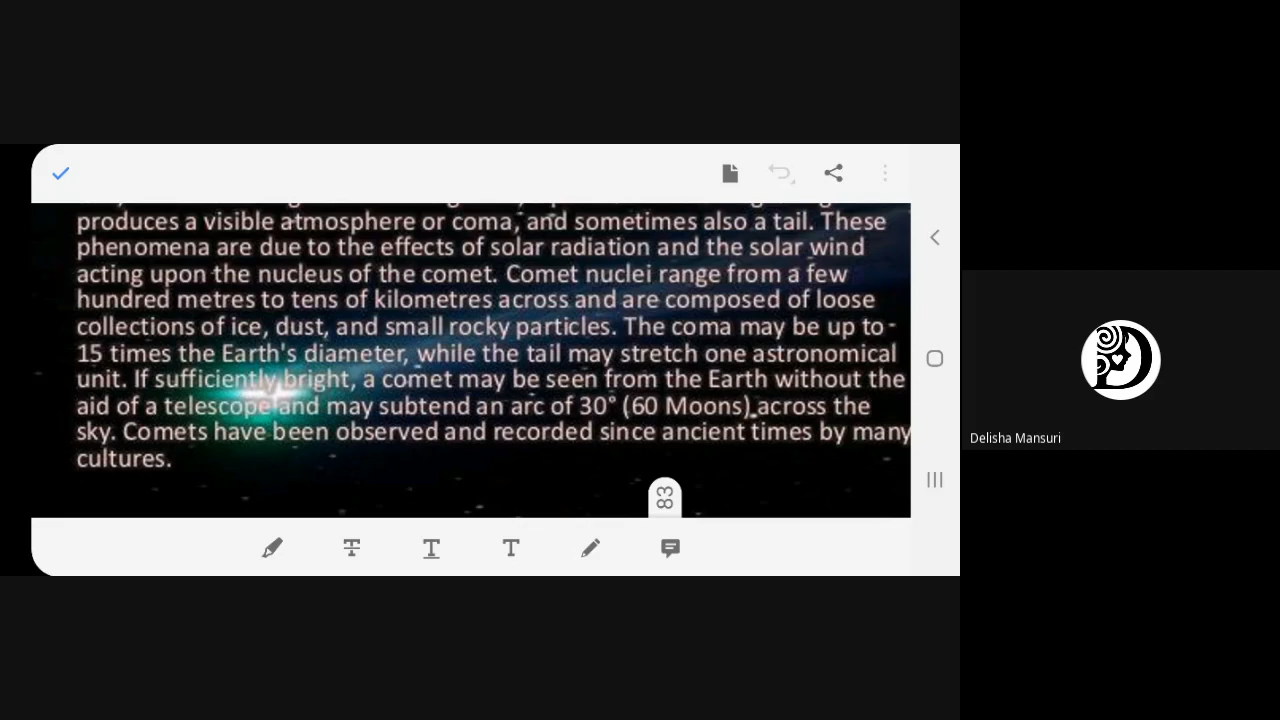 produces a visible atmosphere or coma, and sometimes also a tail. These
phenomena are due to the effects of solar radiation and the solar wind
acting upon the nucleus of the comet. Comet nuclei range from a few
hundred metres to tens of kilometres across and are composed of loose
collections of ice, dust, and small rocky particles. The coma may be up to
15 times the Earth's diameter, while the tail may stretch one astronomical
unit. If sufficiently bright, a comet may be seen from the Earth without the
aid of a telescope and may subtend an arc of 30° (60 Moons) across the
sky. Comets have been observed and recorded since ancient times by many
cultures.
83
Delisha Mansuri